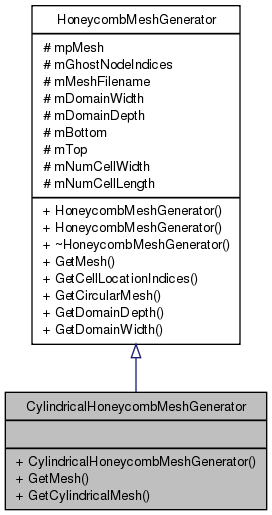 HoneycombMeshGenerator
# mpMesh
# mGhostNodeIndices
# mMeshFilename
# mDomainWidth
# mDomainDepth
# mBottom
# mTop
# mNumCellWidth
# mNumCellLength
+ HoneycombMeshGenerator()
+ HoneycombMeshGenerator()
+ ~HoneycombMeshGenerator()
+ GetMesh()
+ GetCellLocationIndices()
+ GetCircularMesh()
+ GetDomainDepth()
+ GetDomainWidth()
CylindricalHoneycombMeshGenerator
+ CylindricalHoneycombMeshGenerator()
+ GetMesh()
+ GetCylindricalMesh()